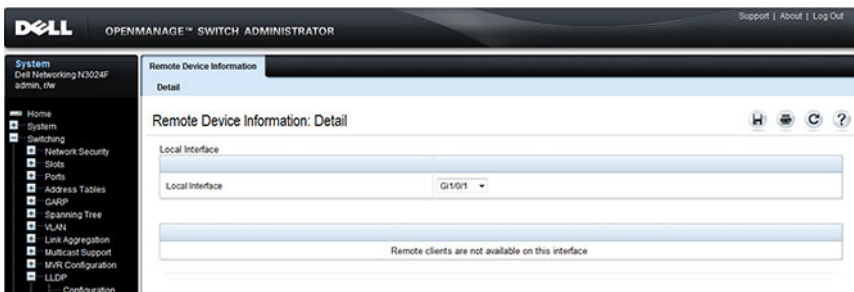 Support | About | Log Out
DELL OPENMANAGE™ SWITCH ADMINISTRATOR
System
Dell Networking N3024F
admin, r/w
Home
System
Switching
Network Security
Slots
Ports
Address Tables
GARP
Spanning Tree
VLAN
Link Aggregation
Multicast Support
MVR Configuration
LLDP
Configuration
Remote Device Information
Detail
Remote Device Information: Detail
Local Interface
Local Interface Gi1/0/1
Remote clients are not available on this interface